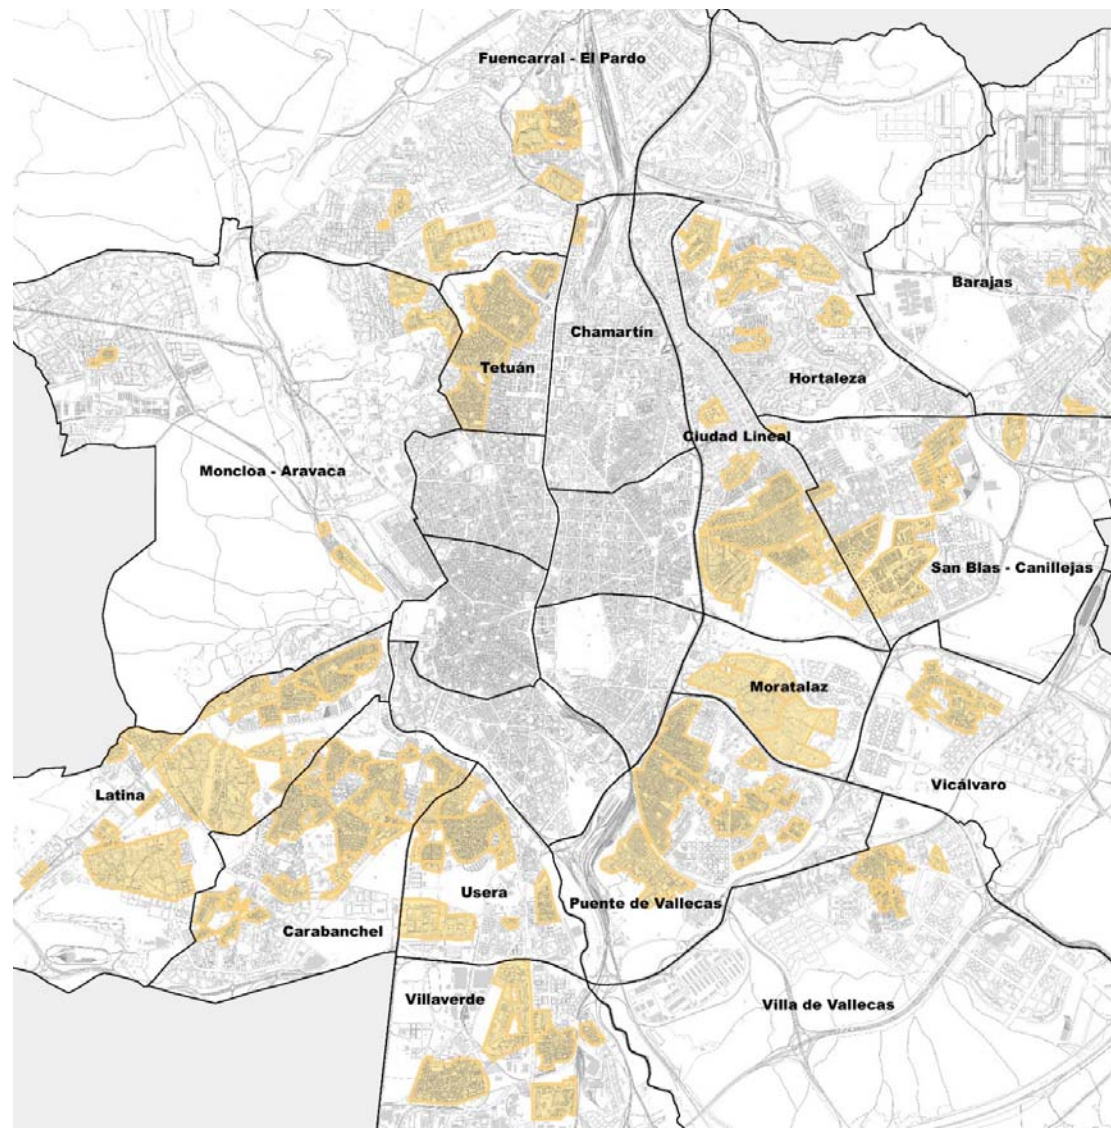 Fuencarral - El Pardo
Barajas
Chamartín
Tetuán
Hortaleza
Ciudad Lineal
Moncloa - Aravaca
San Blas - Canillejas
Moratalaz
Vicálvaro
Latina
Usera
Puente de Vallecas
Carabanchel
Villaverde
Villa de Vallecas